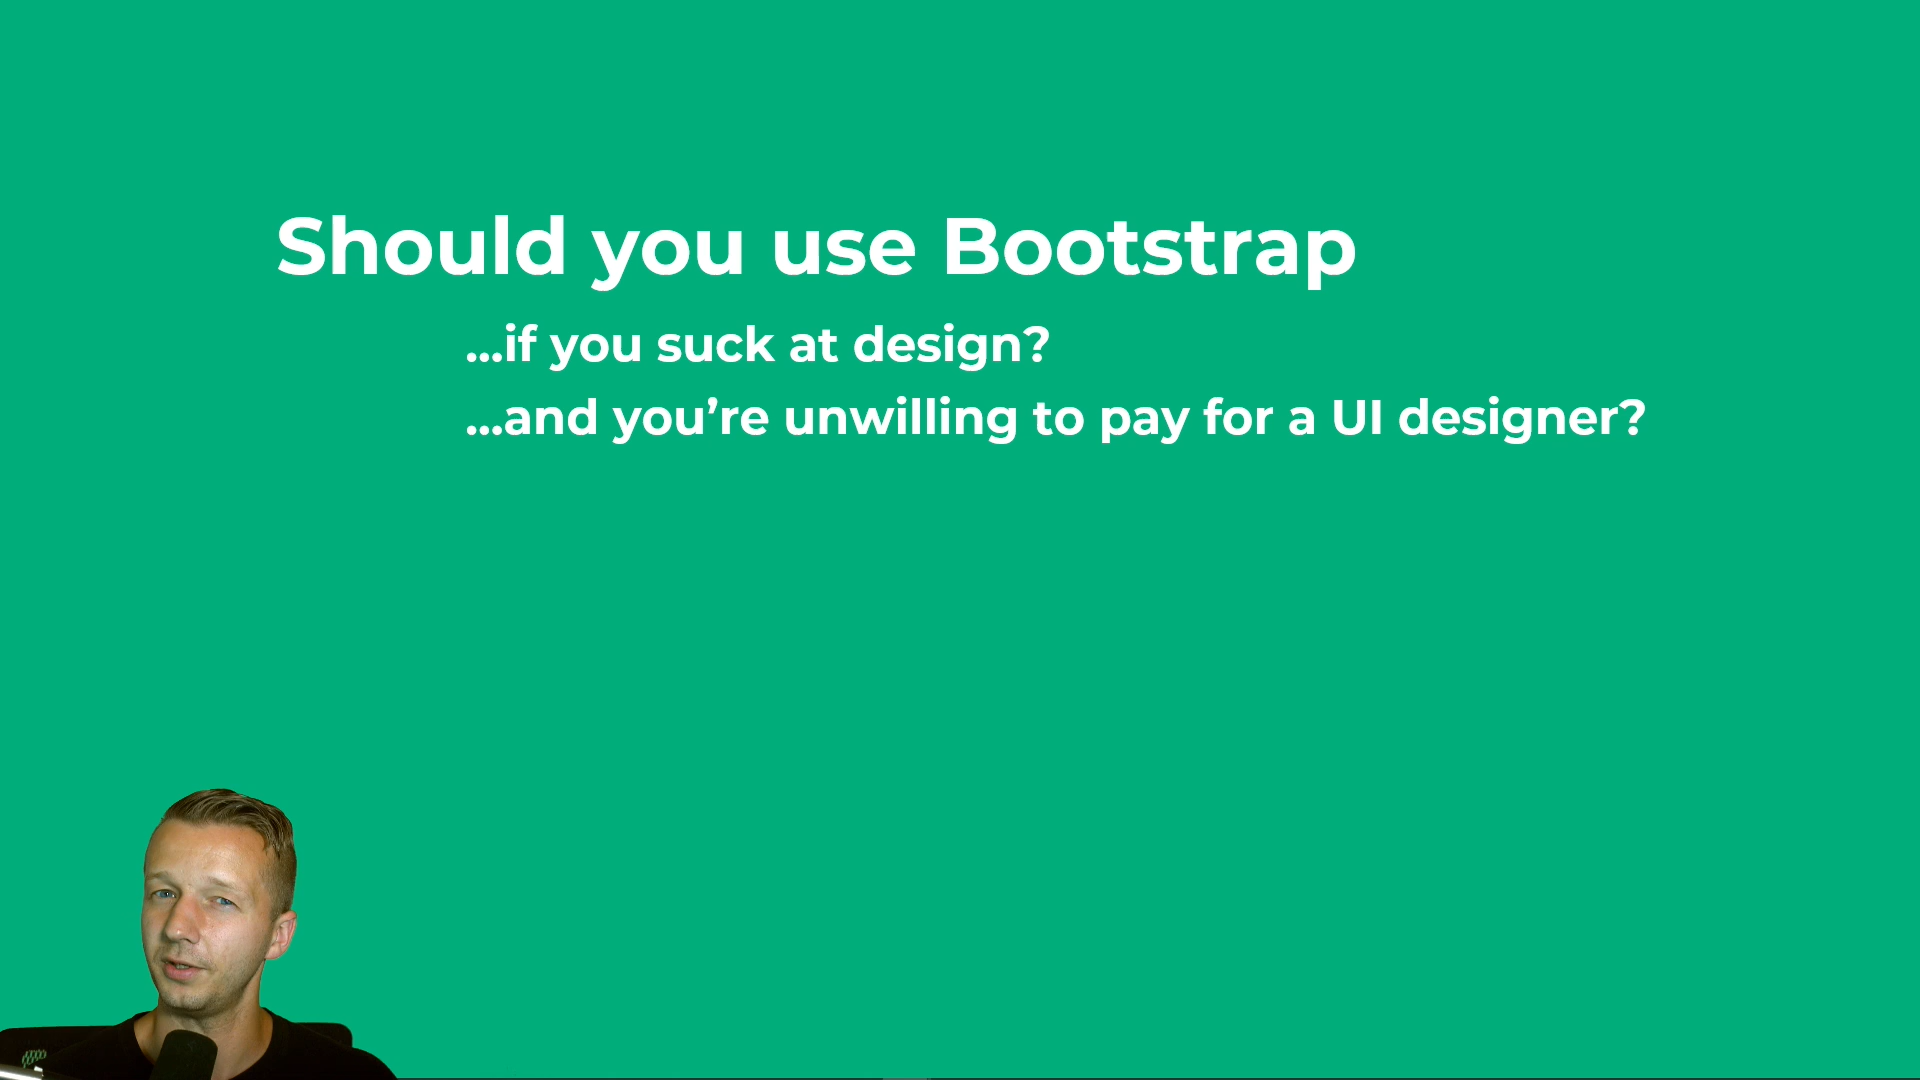 Should you use Bootstrap
...if you suck at design?
...and you’re unwilling to pay for a UI designer?